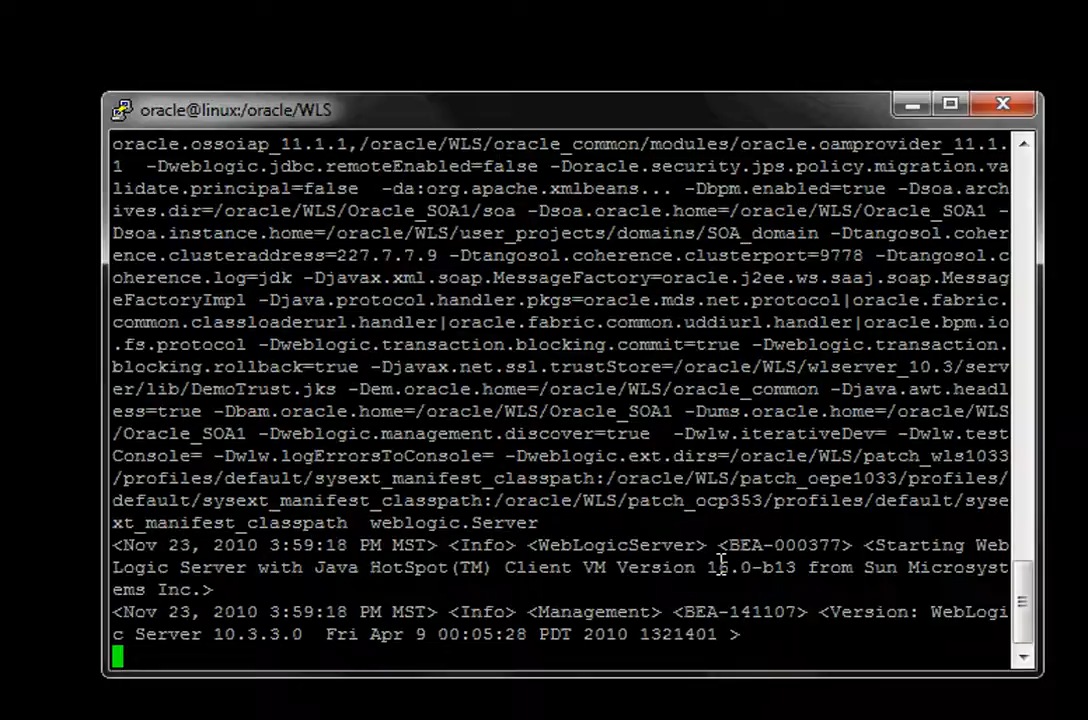 oracle@linux:/oracle/WLS
oracle.ossoiap_11.1.1,/oracle/WLS/oracle_common/modules/oracle.oamprovider_11.1.
1  -Dweblogic.jdbc.remoteEnabled=false -Doracle.security.jps.policy.migration.va
lidate.principal=false  -da:org.apache.xmlbeans... -Dbpm.enabled=true -Dsoa.arch
ives.dir=/oracle/WLS/Oracle_SOA1/soa -Dsoa.oracle.home=/oracle/WLS/Oracle_SOA1 -
Dsoa.instance.home=/oracle/WLS/user_projects/domains/SOA_domain -Dtangosol.coher
ence.clusteraddress=227.7.7.9 -Dtangosol.coherence.clusterport=9778 -Dtangosol.c
oherence.log=jdk -Djavax.xml.soap.MessageFactory=oracle.j2ee.ws.saaj.soap.Messag
eFactoryImpl -Djava.protocol.handler.pkgs=oracle.mds.net.protocol|oracle.fabric.
common.classloaderurl.handler|oracle.fabric.common.uddiurl.handler|oracle.bpm.io
.fs.protocol -Dweblogic.transaction.blocking.commit=true -Dweblogic.transaction.
blocking.rollback=true -Djavax.net.ssl.trustStore=/oracle/WLS/wlserver_10.3/serv
er/lib/DemoTrust.jks -Dem.oracle.home=/oracle/WLS/oracle_common -Djava.awt.headl
ess=true -Dbam.oracle.home=/oracle/WLS/Oracle_SOA1 -Dums.oracle.home=/oracle/WLS
/Oracle_SOA1 -Dweblogic.management.discover=true  -Dwlw.iterativeDev= -Dwlw.test
Console= -Dwlw.logErrorsToConsole= -Dweblogic.ext.dirs=/oracle/WLS/patch_wls1033
/profiles/default/sysext_manifest_classpath:/oracle/WLS/patch_oepe1033/profiles/
default/sysext_manifest_classpath:/oracle/WLS/patch_ocp353/profiles/default/syse
xt_manifest_classpath  weblogic.Server
<Nov 23, 2010 3:59:18 PM MST> <Info> <WebLogicServer> <BEA-000377> <Starting Web
Logic Server with Java HotSpot(TM) Client VM Version 16.0-b13 from Sun Microsyst
ems Inc.>
<Nov 23, 2010 3:59:18 PM MST> <Info> <Management> <BEA-141107> <Version: WebLogi
c Server 10.3.3.0  Fri Apr 9 00:05:28 PDT 2010 1321401 >